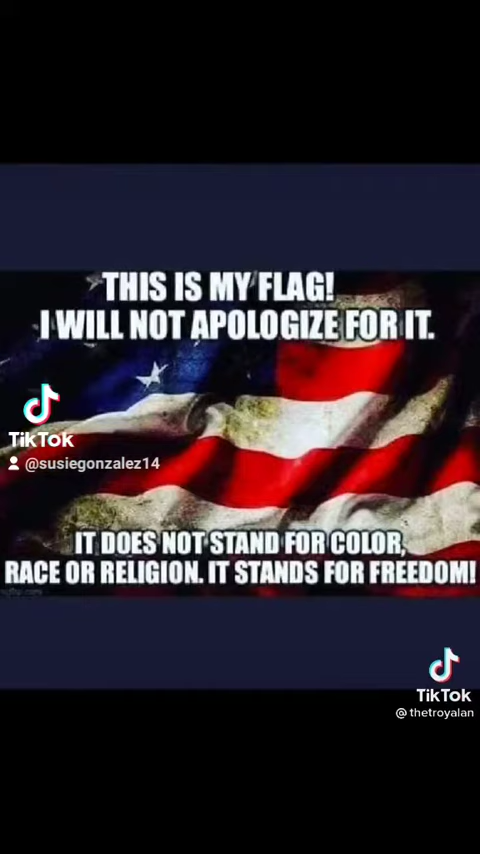 THIS IS MY FLAG!
I WILL NOT APOLOGIZE FOR IT.
TikTok
@susiegonzalez14
IT DOES NOT STAND FOR COLOR,
RACE OR RELIGION. IT STANDS FOR FREEDOM!
TikTok
@thetroyalan